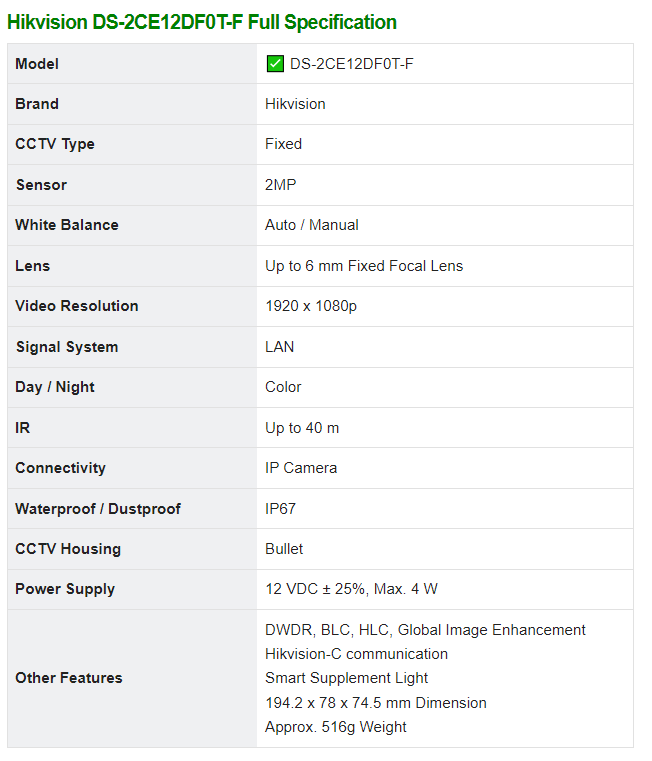 Hikvision DS-2CE12DF0T-F Full Specification
Model ✅ DS-2CE12DF0T-F
Brand Hikvision
CCTV Type Fixed
Sensor 2MP
White Balance Auto / Manual
Lens Up to 6 mm Fixed Focal Lens
Video Resolution 1920 x 1080p
Signal System LAN
Day / Night Color
IR Up to 40 m
Connectivity IP Camera
Waterproof / Dustproof IP67
CCTV Housing Bullet
Power Supply 12 VDC ± 25%, Max. 4 W
Other Features
DWDR, BLC, HLC, Global Image Enhancement
Hikvision-C communication
Smart Supplement Light
194.2 x 78 x 74.5 mm Dimension
Approx. 516g Weight